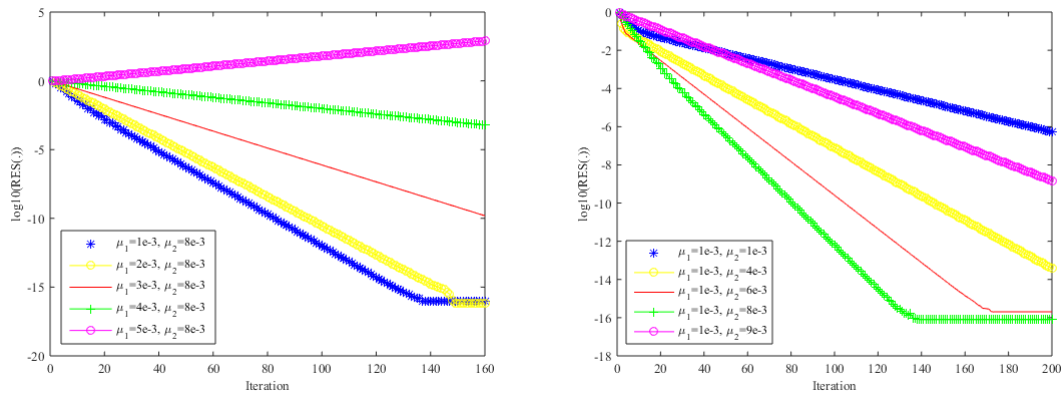 5
0
-5
-10
-15
-20
log10(RES(.))
μ1=1e-3, μ2=8e-3
μ1=2e-3, μ2=8e-3
μ1=3e-3, μ2=8e-3
μ1=4e-3, μ2=8e-3
μ1=5e-3, μ2=8e-3
0 20 40 60 80 100 120 140 160
Iteration
0
-2
-4
-6
-8
-10
-12
-14
-16
-18
log10(RES(.))
μ1=1e-3, μ2=1e-3
μ1=1e-3, μ2=4e-3
μ1=1e-3, μ2=6e-3
μ1=1e-3, μ2=8e-3
μ1=1e-3, μ2=9e-3
0 20 40 60 80 100 120 140 160 180 200
Iteration